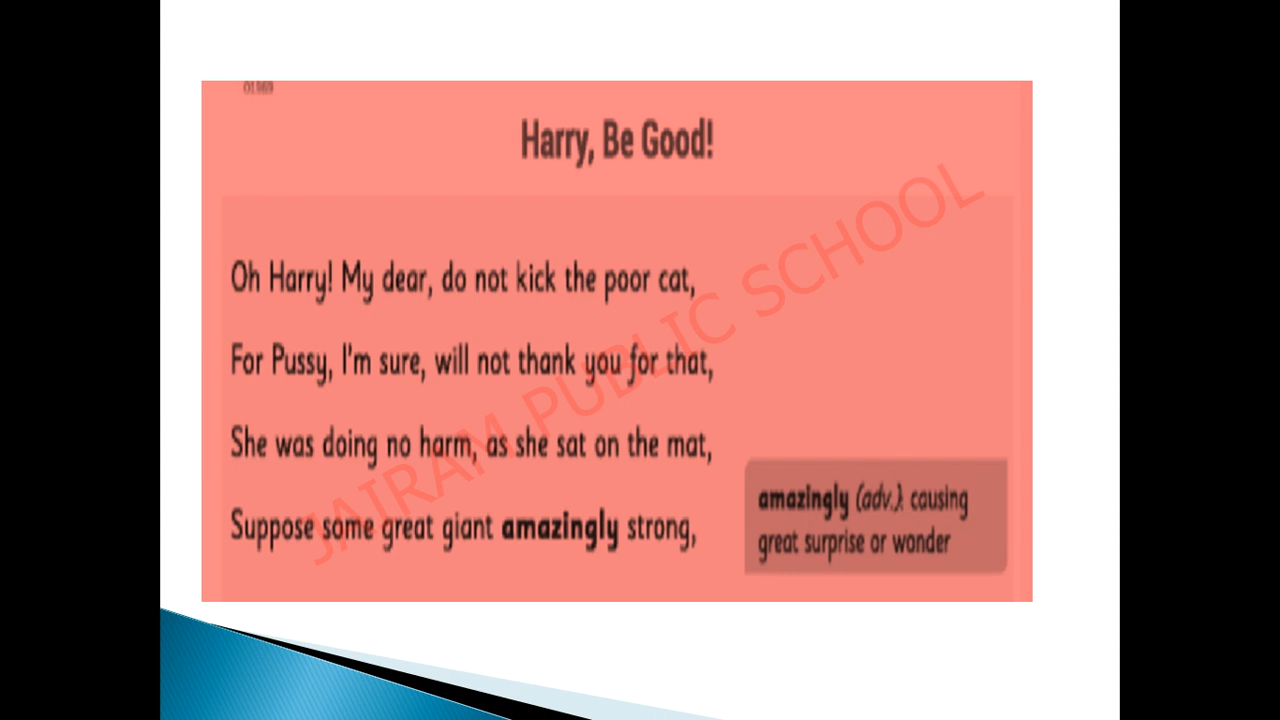 Harry, Be Good!
Oh Harry! My dear, do not kick the poor cat,
For Pussy, I'm sure, will not thank you for that,
She was doing no harm, as she sat on the mat,
Suppose some great giant amazingly strong,
amazingly (adv.): causing
great surprise or wonder
JAIRAM PUBLIC SCHOOL